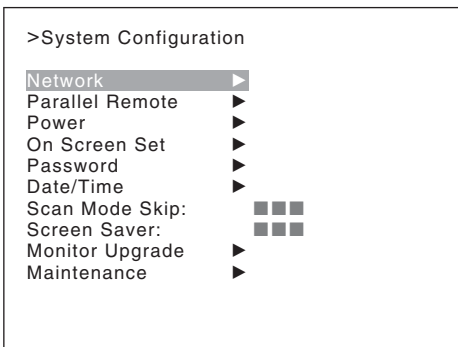 >System Configuration
Network ▶
Parallel Remote ▶
Power ▶
On Screen Set ▶
Password ▶
Date/Time ▶
Scan Mode Skip: ■■■
Screen Saver: ■■■
Monitor Upgrade ▶
Maintenance ▶